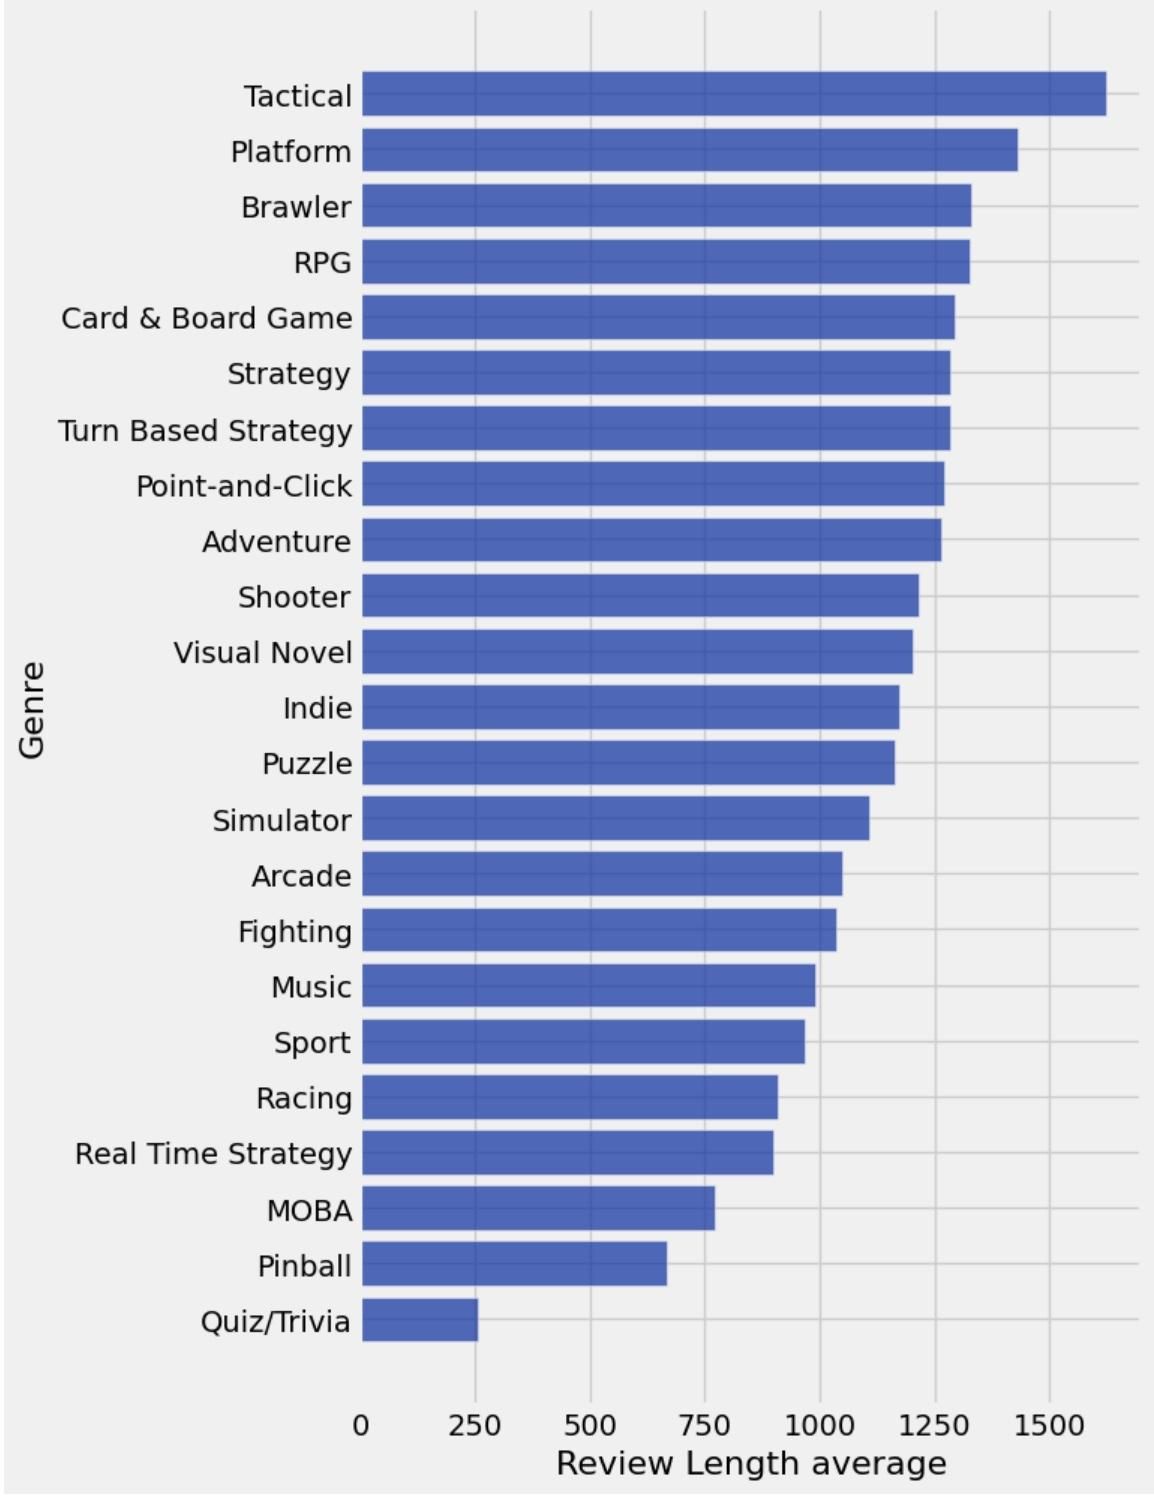 Tactical
Platform
Brawler
RPG
Card & Board Game
Strategy
Turn Based Strategy
Point-and-Click
Adventure
Shooter
Visual Novel
Indie
Puzzle
Simulator
Arcade
Fighting
Music
Sport
Racing
Real Time Strategy
MOBA
Pinball
Quiz/Trivia
Genre
0 250 500 750 1000 1250 1500
Review Length average